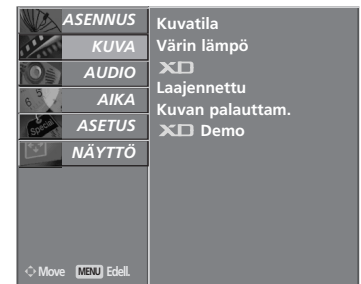 ASENNUS
KUVA
AUDIO
AIKA
ASETUS
NÄYTTÖ
Kuvatila
Värin lämpö
XD
Laajennettu
Kuvan palauttam.
XD Demo
Move MENU Edell.